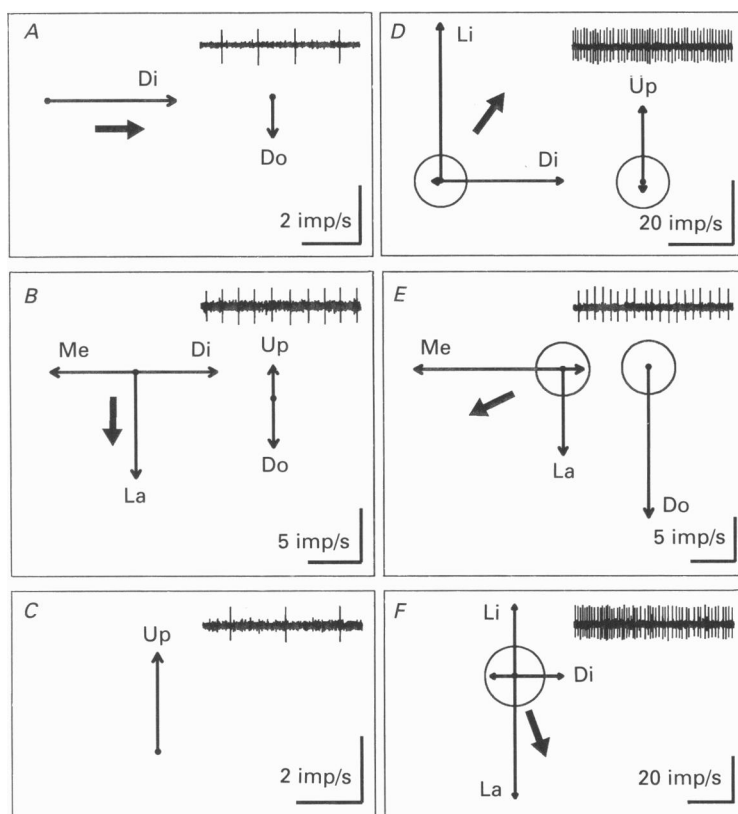 A
Di
Do
2 imp/s
B
Me
Di
Up
La
Do
5 imp/s
C
Up
2 imp/s
D
Li
Up
Di
20 imp/s
E
Me
La
Do
5 imp/s
F
Li
Di
La
20 imp/s